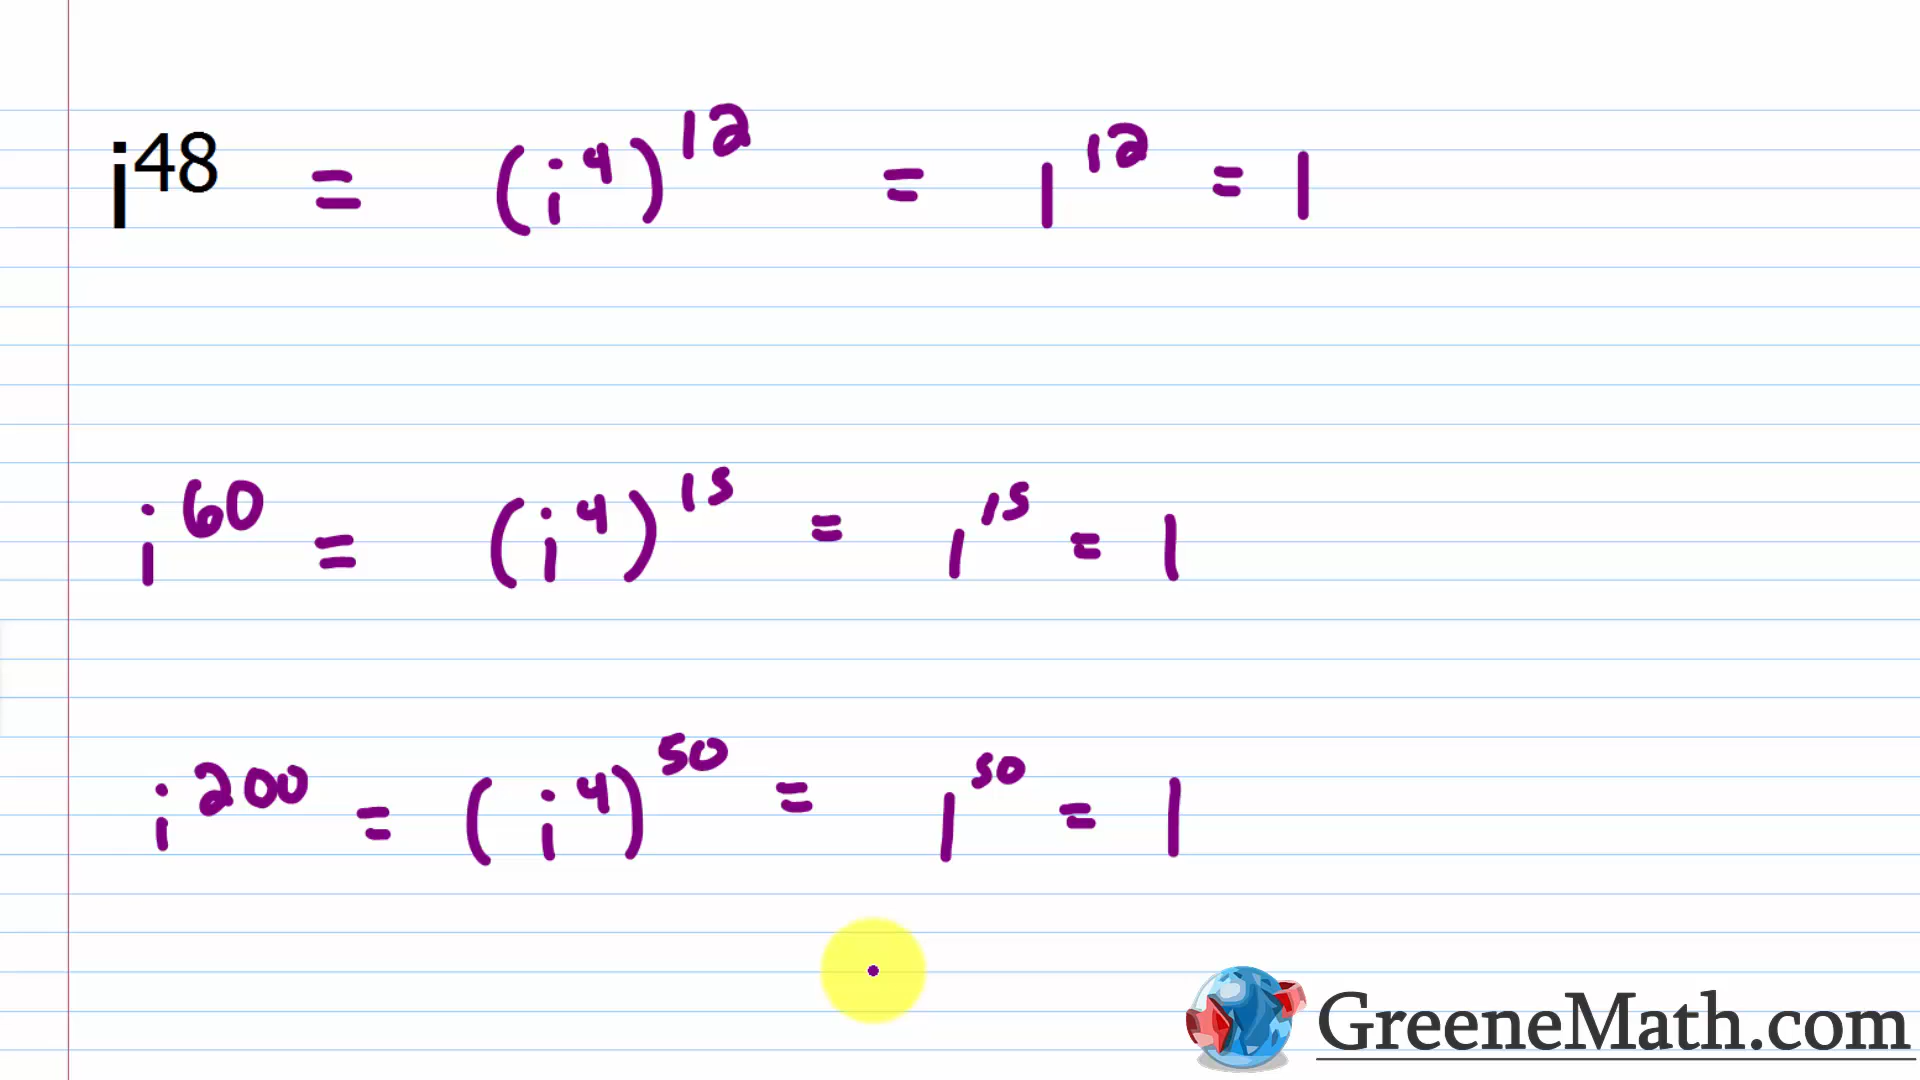 i⁴⁸ = (i⁴)¹² = 1¹² = 1
i⁶⁰ = (i⁴)¹⁵ = 1¹⁵ = 1
i²⁰⁰ = (i⁴)⁵⁰ = 1⁵⁰ = 1
GreeneMath.com